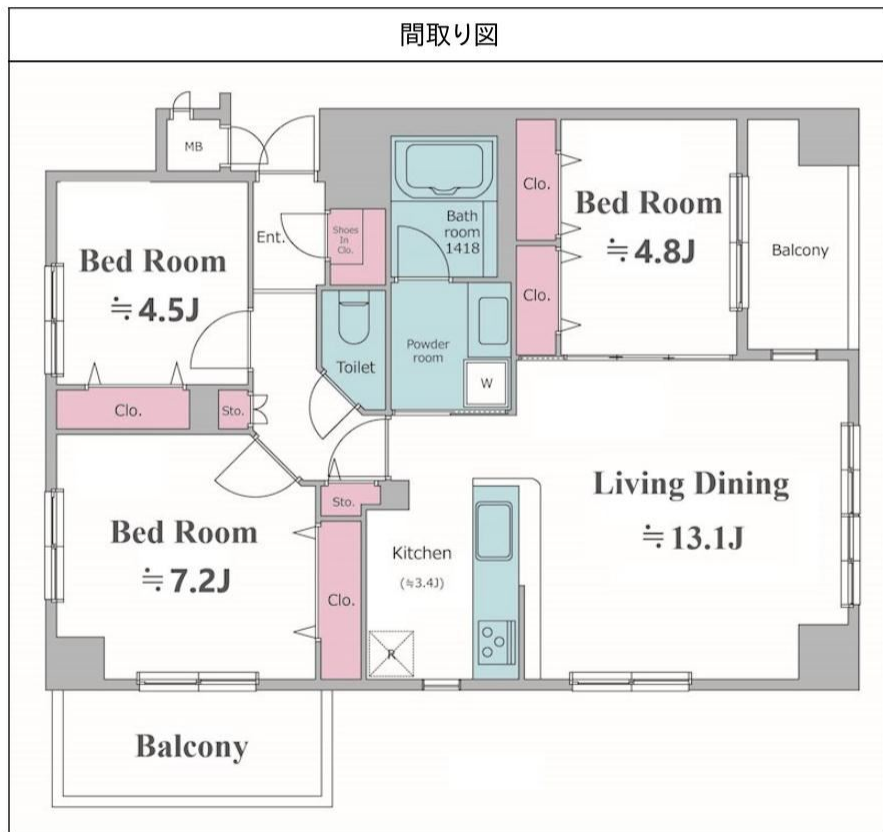 間取り図
MB
Ent.
Shoes
In
Clo.
Bath
room
1418
Clo.
Bed Room
≒4.8J
Balcony
Bed Room
≒4.5J
Clo.
Toilet
Powder
room
W
Clo.
Sto.
Living Dining
≒13.1J
Sto.
Bed Room
≒7.2J
Kitchen
(≒3.4J)
Clo.
R
Balcony